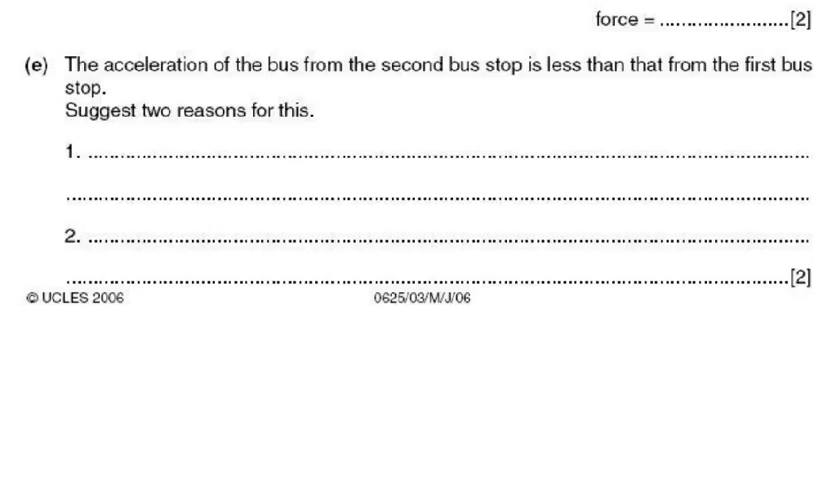 force = ........................[2]
(e) The acceleration of the bus from the second bus stop is less than that from the first bus
stop.
Suggest two reasons for this.
1. ....................................................................................................................................
........................................................................................................................................
2. ....................................................................................................................................
....................................................................................................................................[2]
© UCLES 2006 0625/03/M/J/06